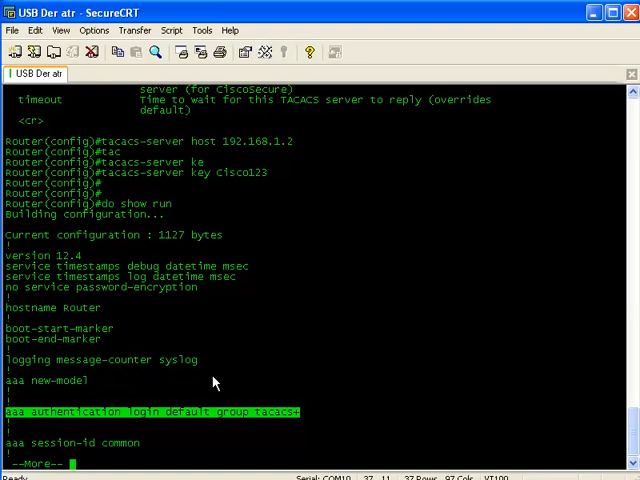 USB Der atr - SecureCRT
File Edit View Options Transfer Script Tools Help
USB Der atr
server (for CiscoSecure)
timeout Time to wait for this TACACS server to reply (overrides
default)
<cr>
Router(config)#tacacs-server host 192.168.1.2
Router(config)#tac
Router(config)#tacacs-server ke
Router(config)#tacacs-server key Cisco123
Router(config)#
Router(config)#
Router(config)#do show run
Building configuration...
Current configuration : 1127 bytes
!
version 12.4
service timestamps debug datetime msec
service timestamps log datetime msec
no service password-encryption
!
hostname Router
!
boot-start-marker
boot-end-marker
!
logging message-counter syslog
!
aaa new-model
!
!
aaa authentication login default group tacacs+
!
!
aaa session-id common
!
--More--
Ready Serial: COM10 37, 11 37 Rows, 97 Cols VT100